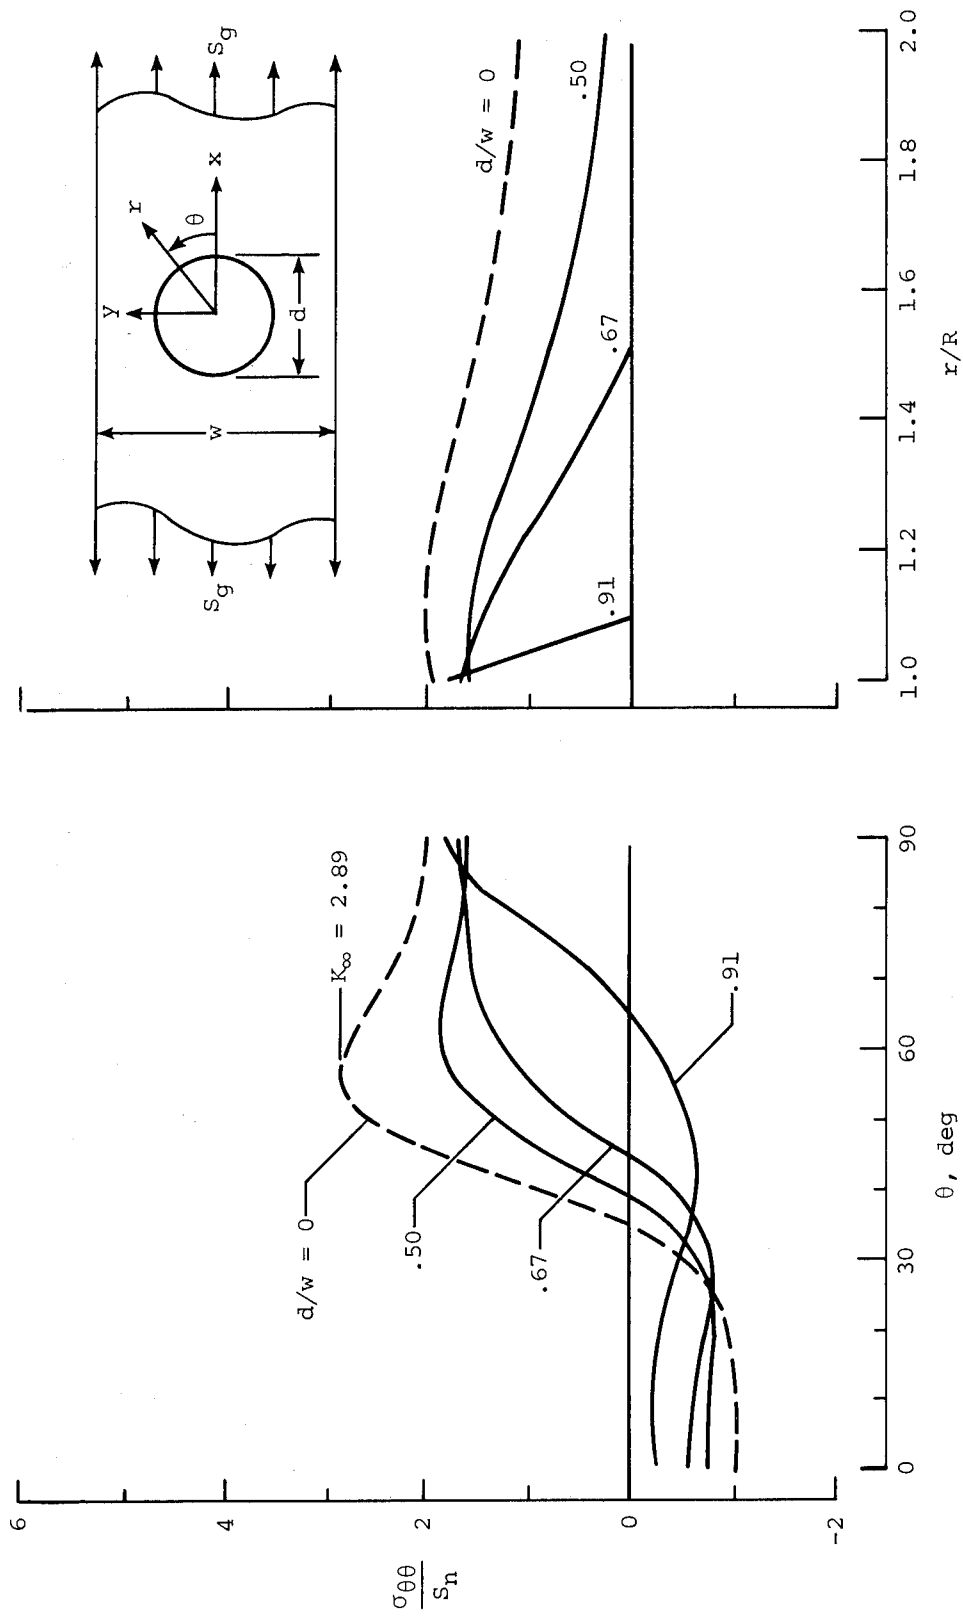 6
4
2
0
-2
σθθ
Sn
d/w = 0
.50
.67
K∞ = 2.89
.91
0
30
60
90
θ, deg
Sg
Sg
w
y
r
θ
x
d
d/w = 0
.50
.67
.91
1.0
1.2
1.4
1.6
1.8
2.0
r/R